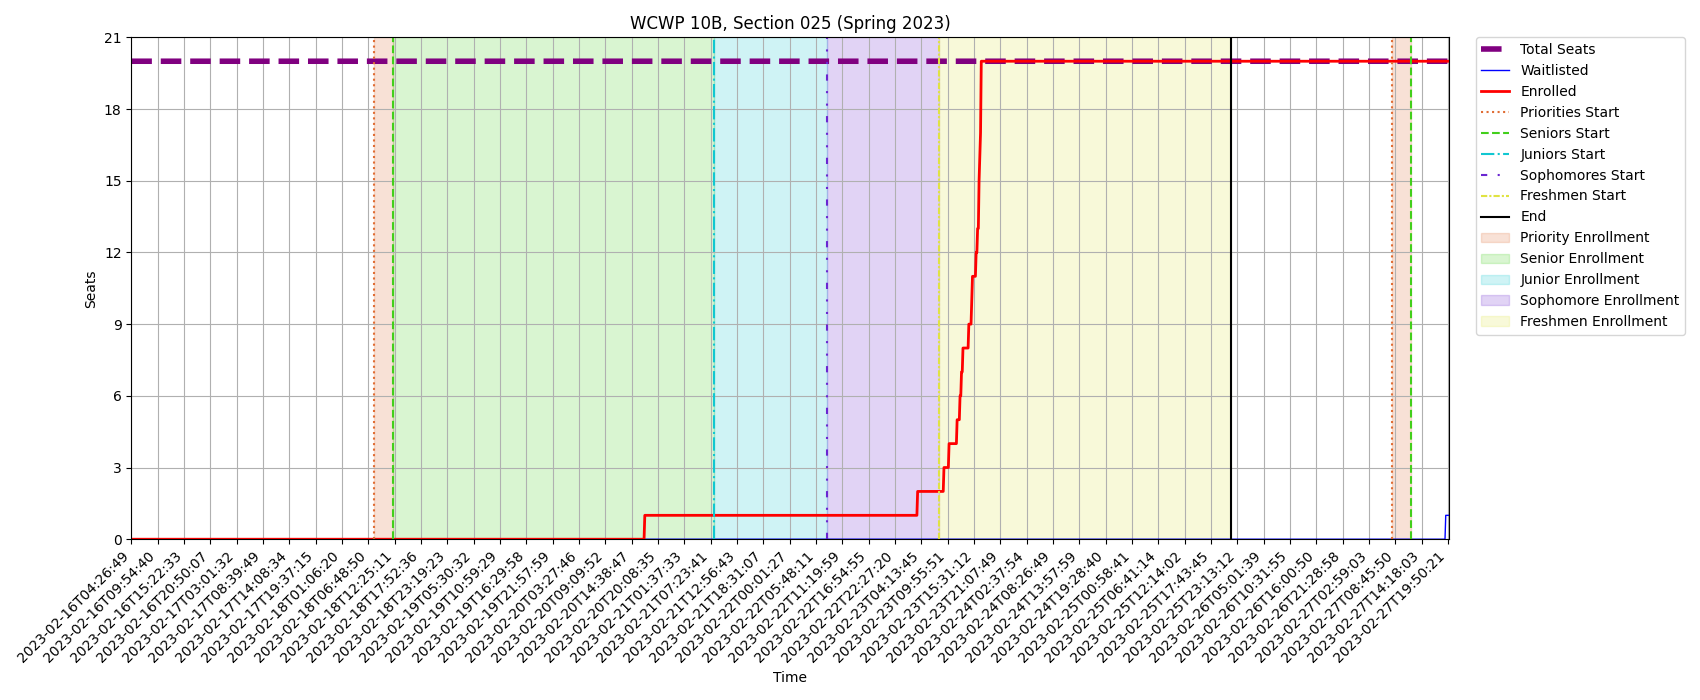 WCWP 10B, Section 025 (Spring 2023)
Seats
21
18
15
12
9
6
3
0
2023-02-16T04:26:49
2023-02-16T09:54:40
2023-02-16T15:22:33
2023-02-16T20:50:07
2023-02-17T03:01:32
2023-02-17T08:39:49
2023-02-17T14:08:34
2023-02-17T19:37:15
2023-02-18T01:06:20
2023-02-18T06:48:50
2023-02-18T12:25:11
2023-02-18T17:52:36
2023-02-18T23:19:23
2023-02-19T05:30:32
2023-02-19T10:59:29
2023-02-19T16:29:58
2023-02-19T21:57:59
2023-02-20T03:27:46
2023-02-20T09:09:52
2023-02-20T14:38:47
2023-02-20T20:08:35
2023-02-21T01:37:33
2023-02-21T07:23:41
2023-02-21T12:56:43
2023-02-21T18:31:07
2023-02-22T00:01:27
2023-02-22T05:48:11
2023-02-22T11:19:59
2023-02-22T16:54:55
2023-02-22T22:27:20
2023-02-23T04:13:45
2023-02-23T09:55:51
2023-02-23T15:31:12
2023-02-23T21:07:49
2023-02-24T02:37:54
2023-02-24T08:26:49
2023-02-24T13:57:59
2023-02-24T19:28:40
2023-02-25T00:58:41
2023-02-25T06:41:14
2023-02-25T12:14:02
2023-02-25T17:43:45
2023-02-25T23:13:12
2023-02-26T05:01:39
2023-02-26T10:31:55
2023-02-26T16:00:50
2023-02-26T21:28:58
2023-02-27T02:59:03
2023-02-27T08:45:50
2023-02-27T14:18:03
2023-02-27T19:50:21
Time
Total Seats
Waitlisted
Enrolled
Priorities Start
Seniors Start
Juniors Start
Sophomores Start
Freshmen Start
End
Priority Enrollment
Senior Enrollment
Junior Enrollment
Sophomore Enrollment
Freshmen Enrollment